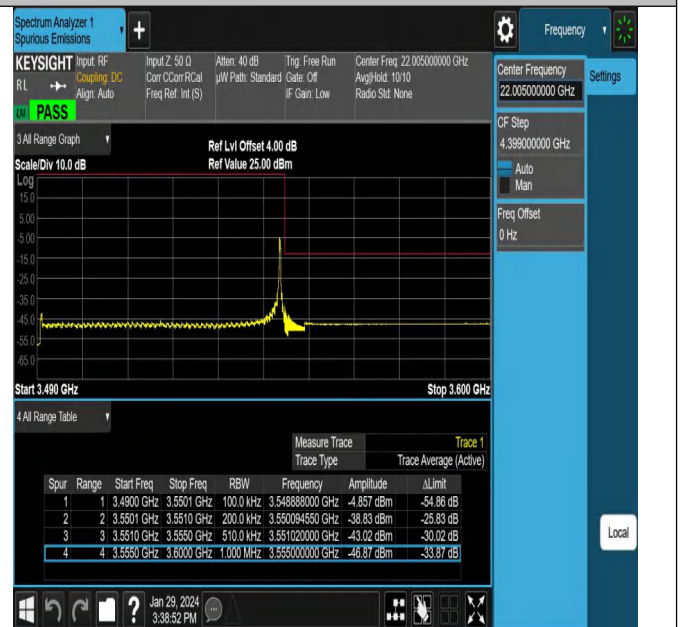 Spectrum Analyzer 1
Spurious Emissions
+
Frequency
KEYSIGHT Input: RF Input Z: 50 Ω Atten: 40 dB Trig: Free Run Center Freq: 22.005000000 GHz
RL Coupling: DC Corr CCorr RCal µW Path: Standard Gate: Off Avg|Hold: 10/10
Align: Auto Freq Ref: Int (S) IF Gain: Low Radio Std: None
PASS
Center Frequency
22.005000000 GHz
Settings
CF Step
4.399000000 GHz
Auto
Man
Freq Offset
0 Hz
3 All Range Graph
Ref Lvl Offset 4.00 dB
Scale/Div 10.0 dB Ref Value 25.00 dBm
Log
15.0
5.00
-5.00
-15.0
-25.0
-35.0
-45.0
-55.0
-65.0
Start 3.490 GHz Stop 3.600 GHz
4 All Range Table
Measure Trace Trace 1
Trace Type Trace Average (Active)
Spur Range Start Freq Stop Freq RBW Frequency Amplitude ΔLimit
1 1 3.4900 GHz 3.5501 GHz 100.0 kHz 3.548888000 GHz -4.857 dBm -54.86 dB
2 2 3.5501 GHz 3.5510 GHz 200.0 kHz 3.550094550 GHz -38.83 dBm -25.83 dB
3 3 3.5510 GHz 3.5550 GHz 510.0 kHz 3.551020000 GHz -43.02 dBm -30.02 dB
4 4 3.5550 GHz 3.6000 GHz 1.000 MHz 3.555000000 GHz -46.87 dBm -33.87 dB
Local
?
Jan 29, 2024
3:38:52 PM